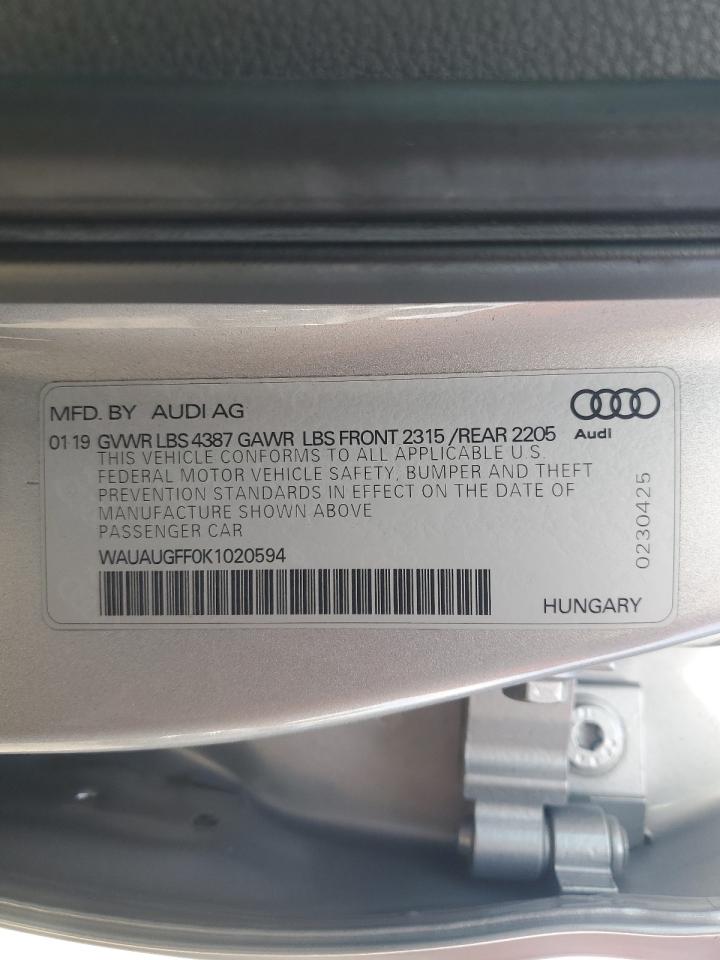 MFD. BY AUDI AG
01 19 GVWR LBS 4387 GAWR LBS FRONT 2315 /REAR 2205
Audi
THIS VEHICLE CONFORMS TO ALL APPLICABLE U.S.
FEDERAL MOTOR VEHICLE SAFETY, BUMPER AND THEFT
PREVENTION STANDARDS IN EFFECT ON THE DATE OF
MANUFACTURE SHOWN ABOVE
PASSENGER CAR
WAUAUGFF0K1020594
0230425
HUNGARY